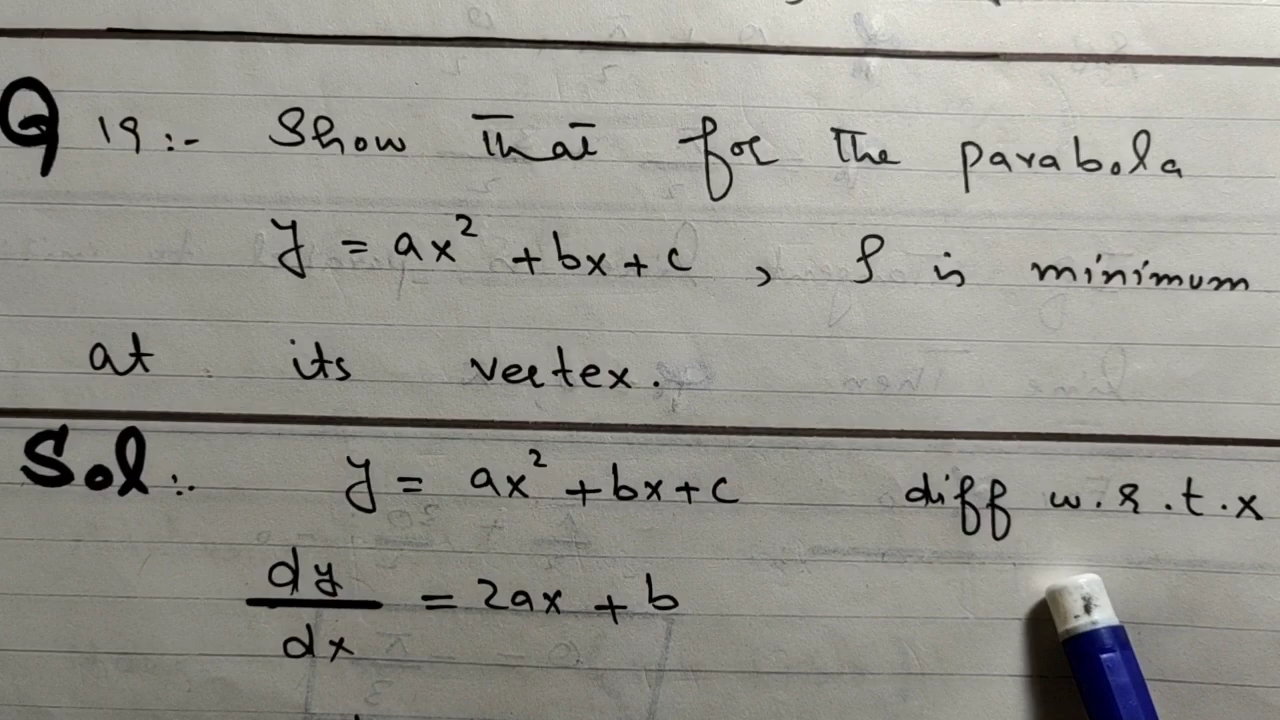 Q 19:- Show that for the parabola
y = ax² + bx + c , ρ is minimum
at its vertex.
Sol:. y = ax² + bx + c diff w.r.t.x
dy/dx = 2ax + b